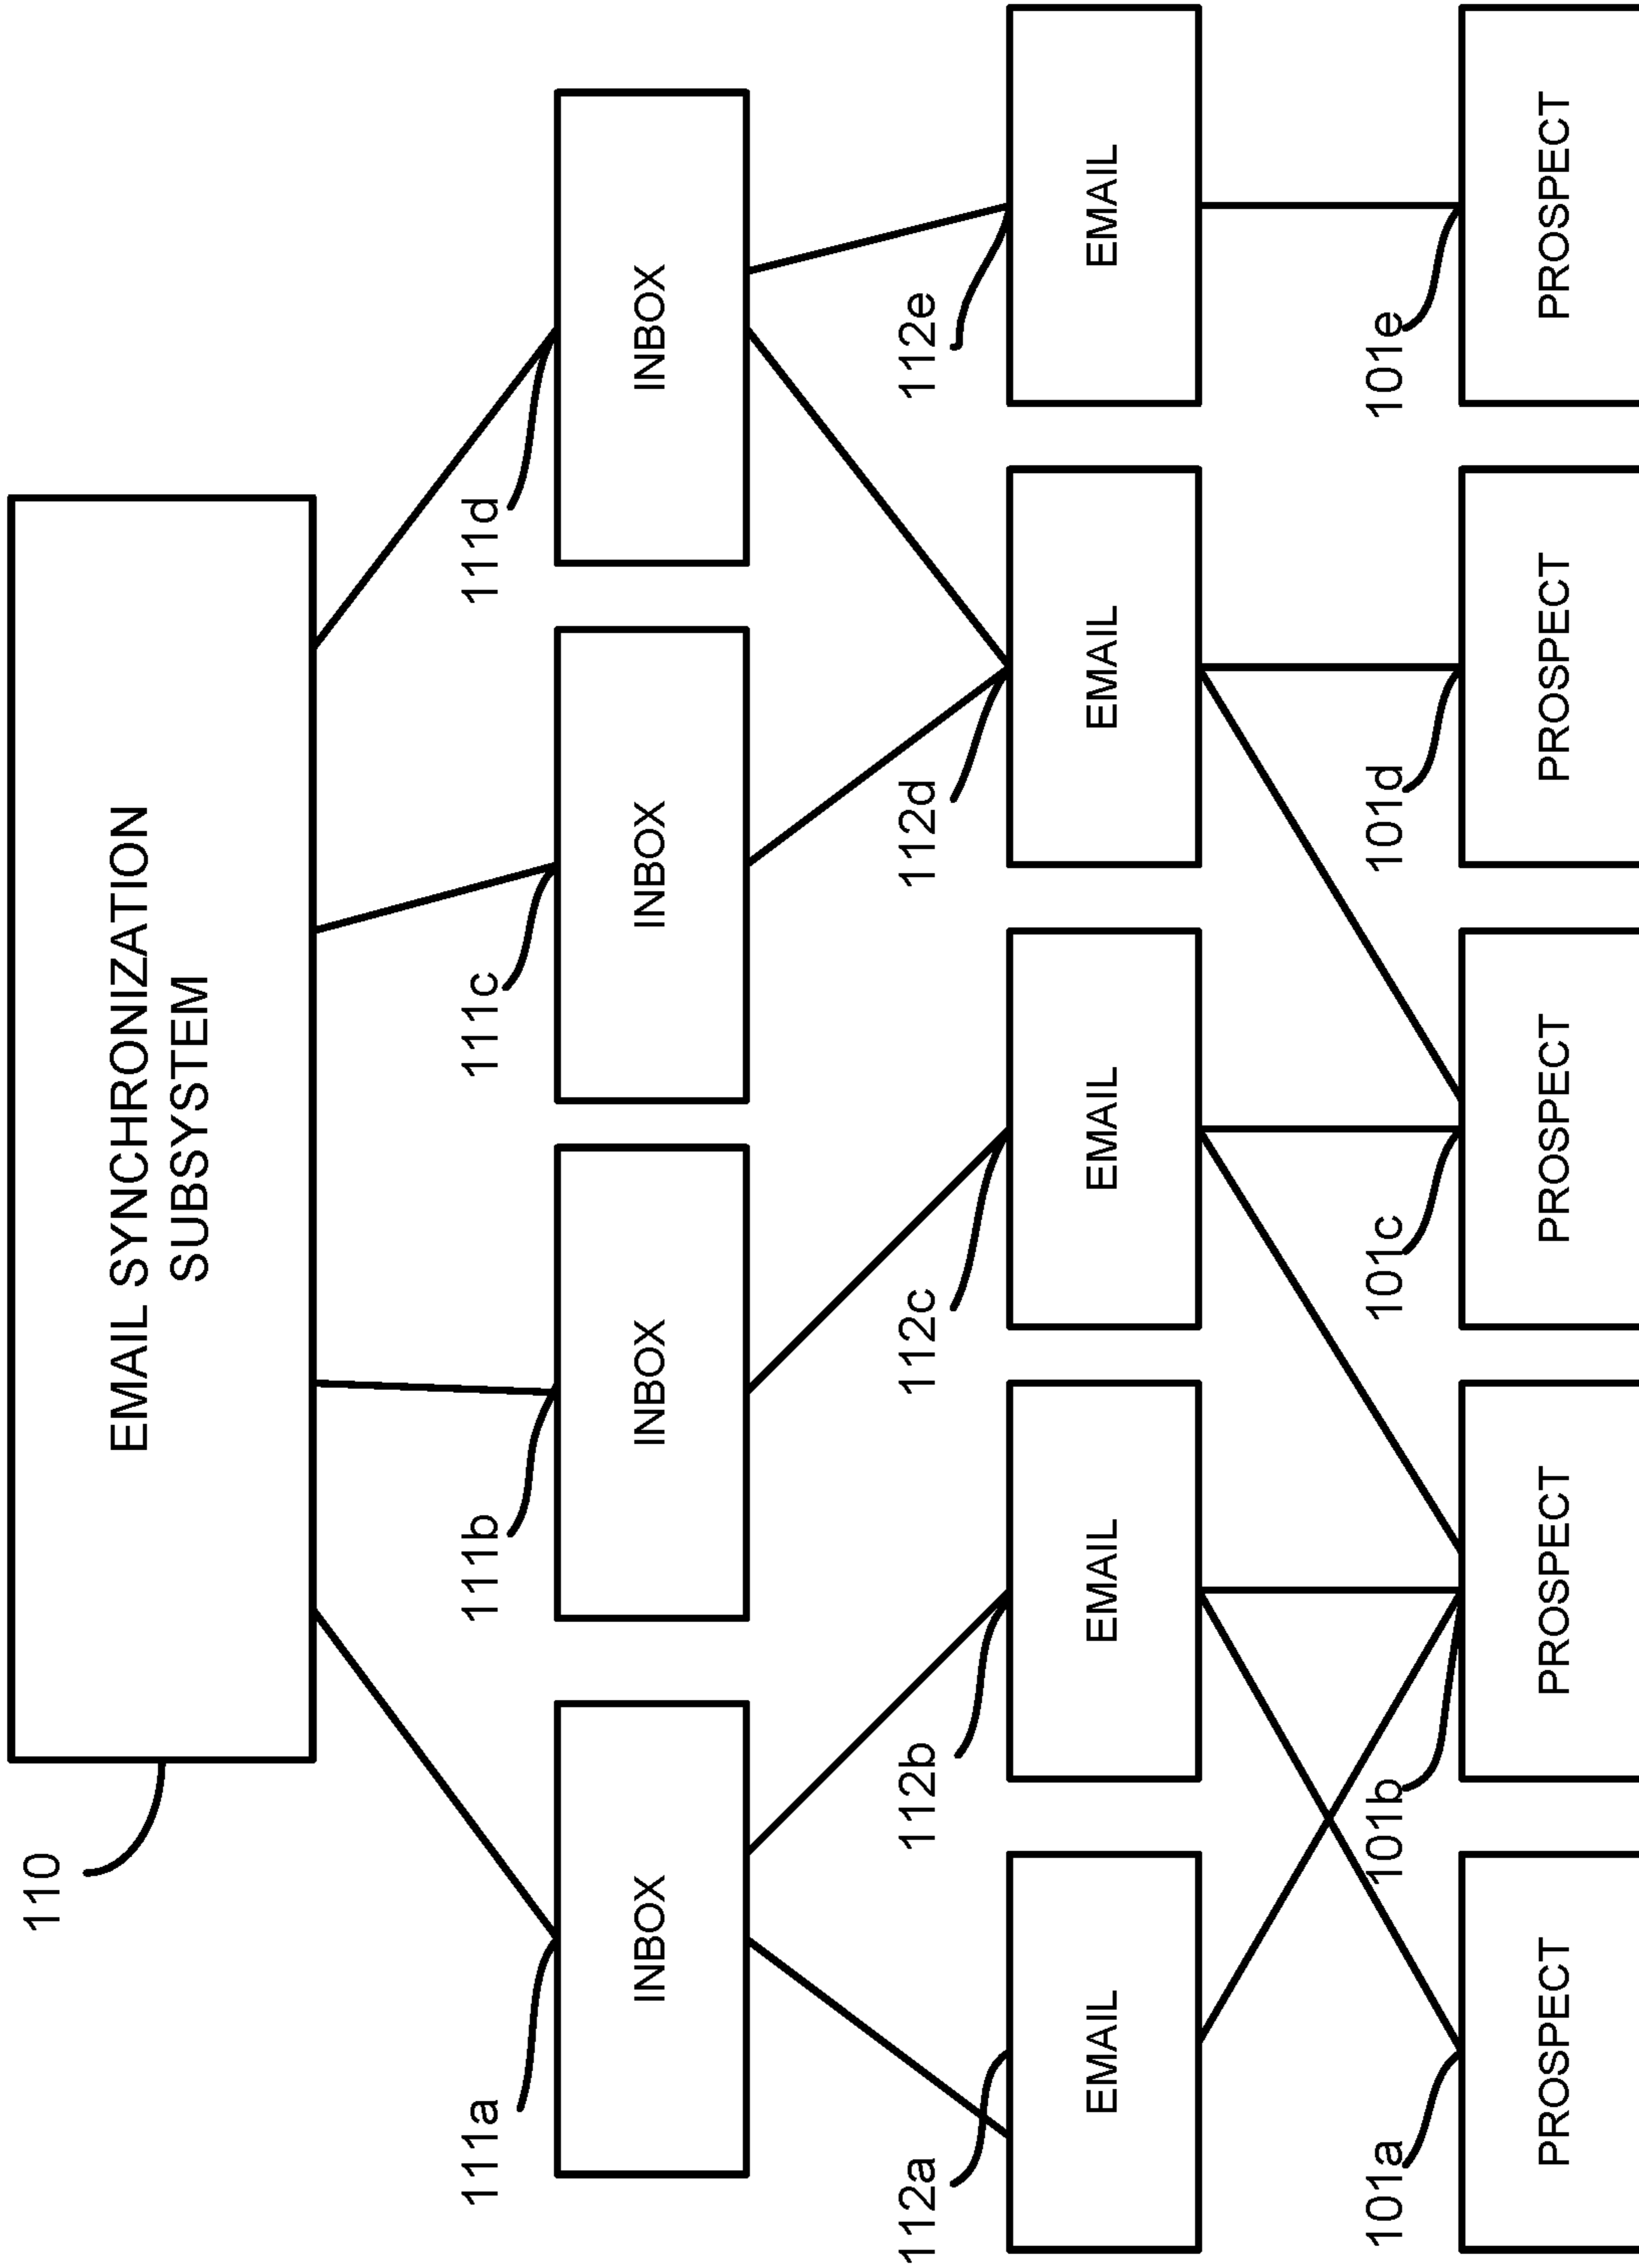 110
EMAIL SYNCHRONIZATION
SUBSYSTEM
111a
111b
111c
111d
INBOX
INBOX
INBOX
INBOX
112a
112b
112c
112d
112e
EMAIL
EMAIL
EMAIL
EMAIL
EMAIL
101a
101b
101c
101d
101e
PROSPECT
PROSPECT
PROSPECT
PROSPECT
PROSPECT